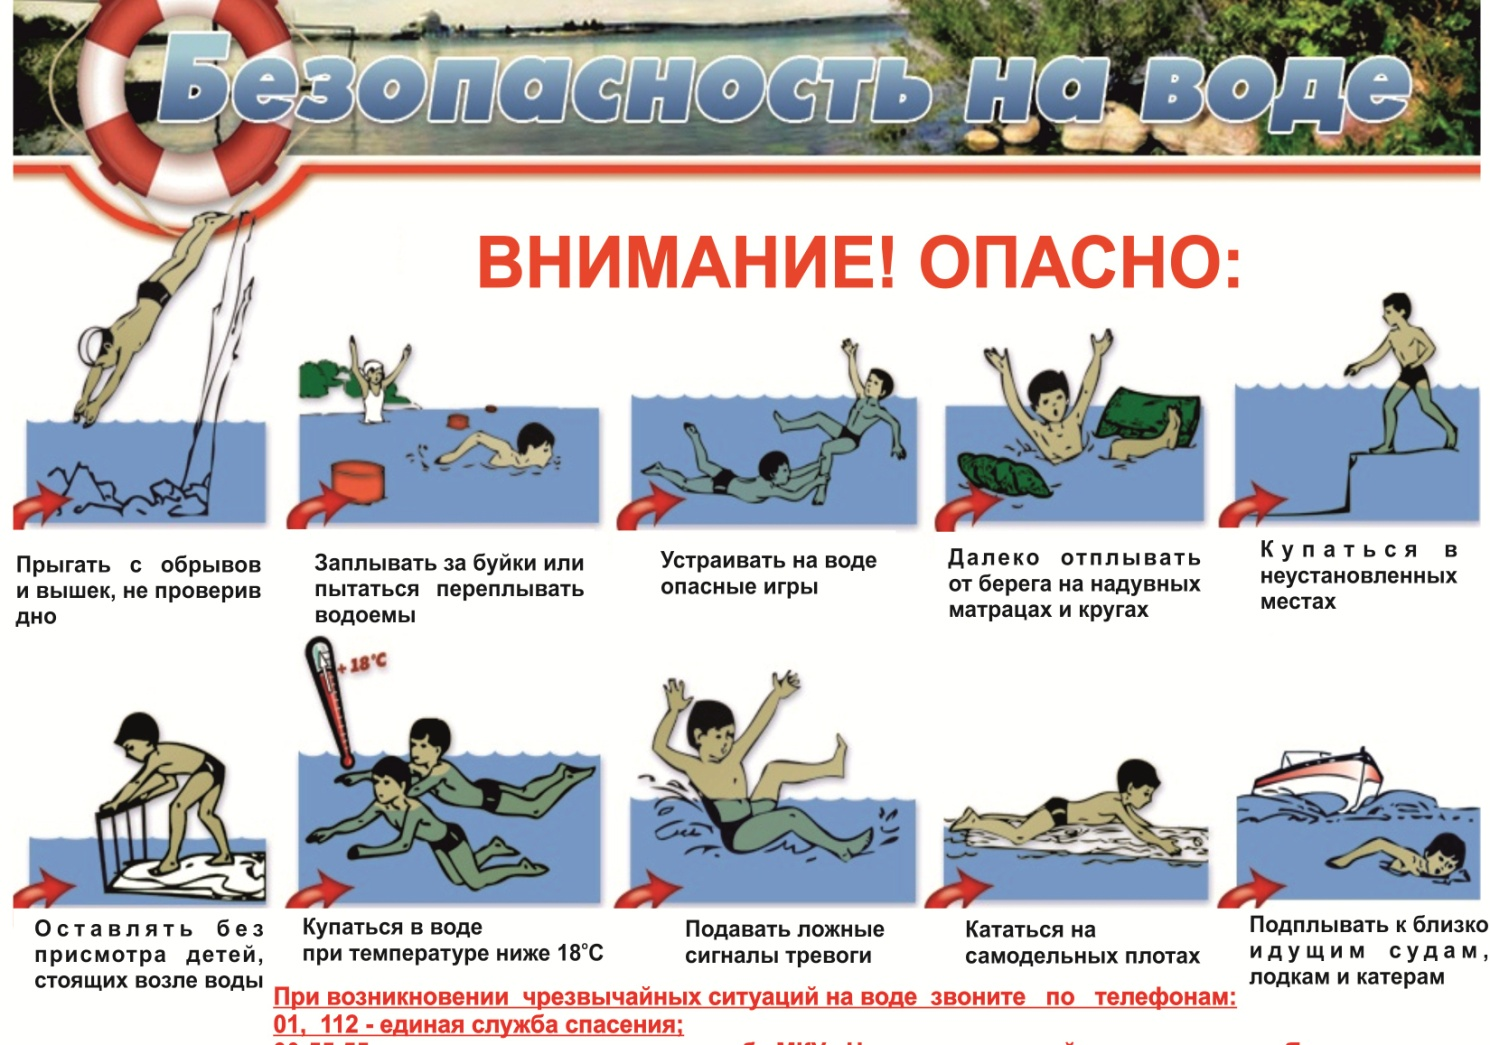 Безопасность на воде
ВНИМАНИЕ! ОПАСНО:
Прыгать с обрывов
и вышек, не проверив
дно
Заплывать за буйки или
пытаться переплывать
водоемы
Устраивать на воде
опасные игры
Далеко отплывать
от берега на надувных
матрацах и кругах
Купаться в
неустановленных
местах
+ 18°C
Оставлять без
присмотра детей,
стоящих возле воды
Купаться в воде
при температуре ниже 18°С
Подавать ложные
сигналы тревоги
Кататься на
самодельных плотах
Подплывать к близко
идущим судам,
лодкам и катерам
При возникновении чрезвычайных ситуаций на воде звоните по телефонам:
01, 112 - единая служба спасения;